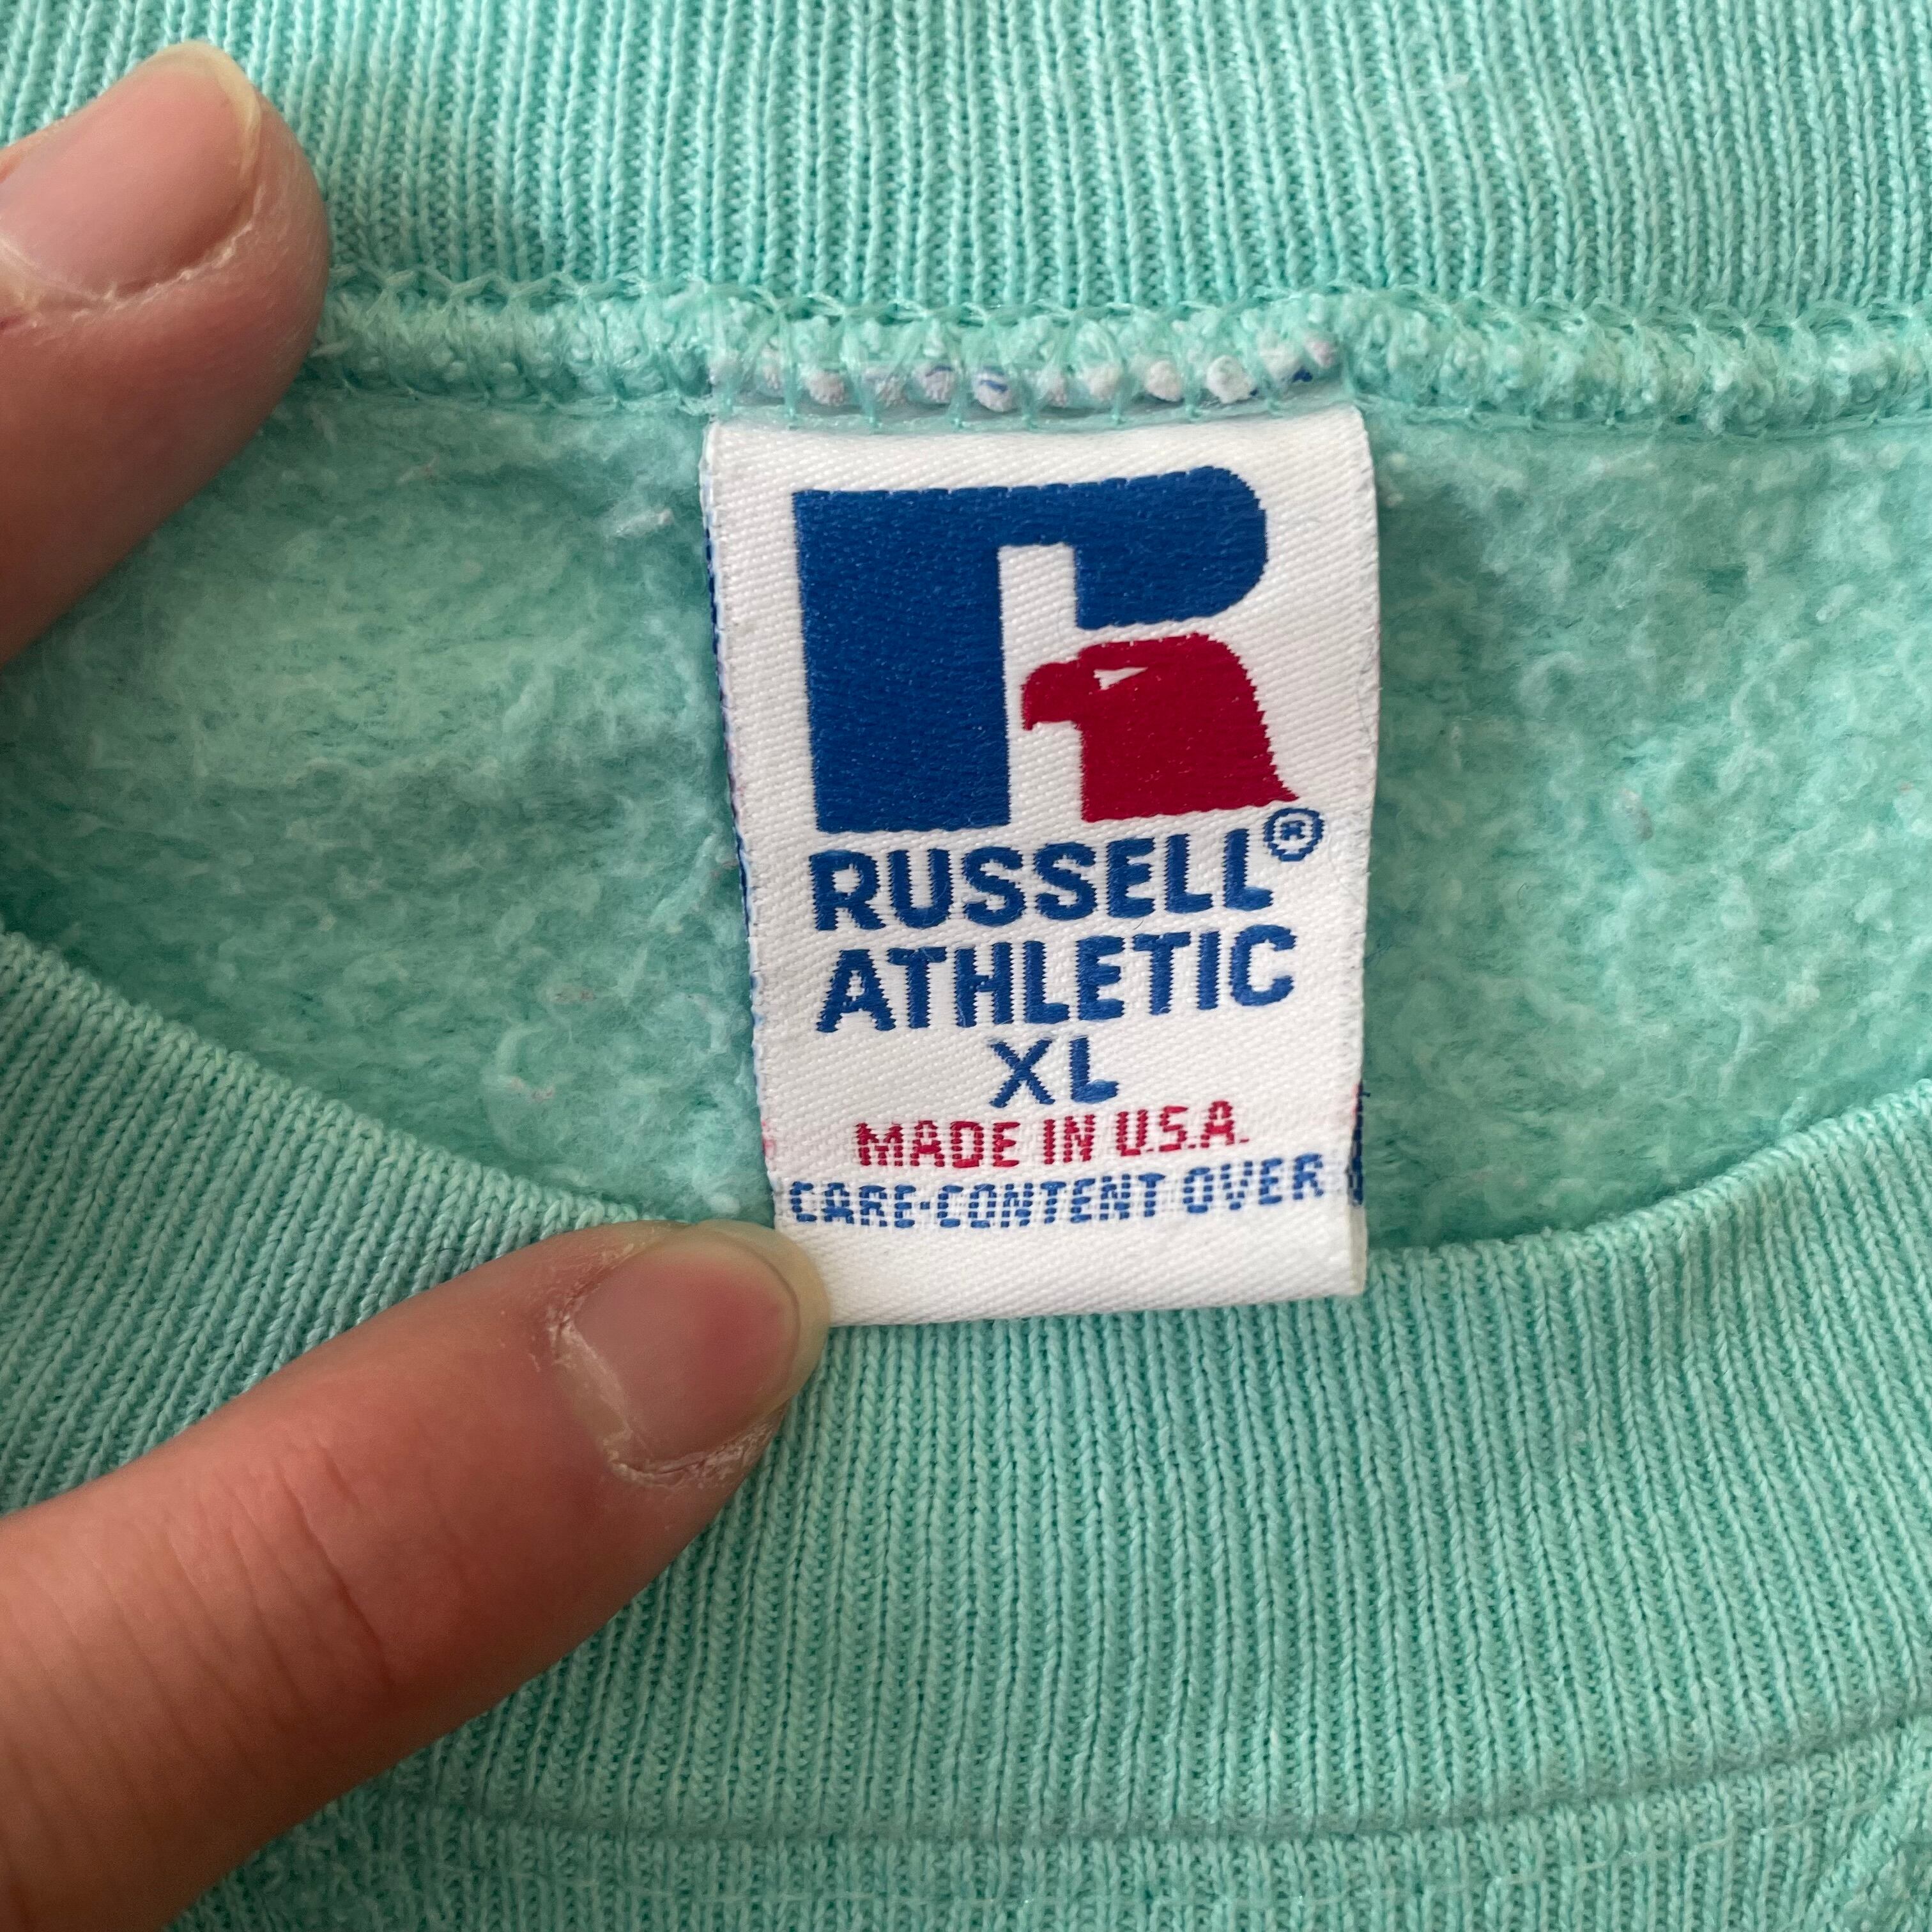 R
RUSSELL®
ATHLETIC
XL
MADE IN U.S.A.
CARE·CONTENT OVER